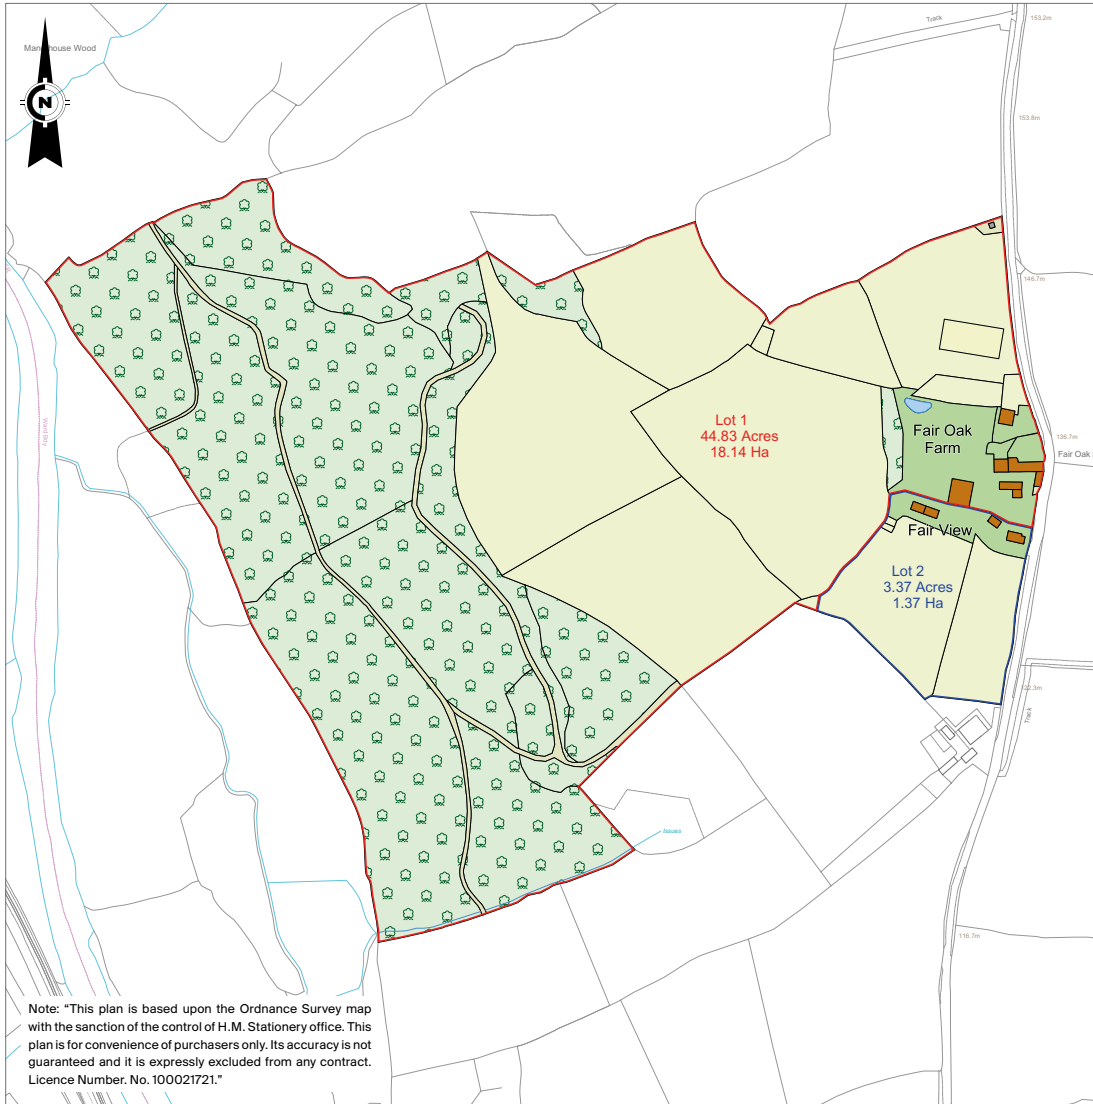 Track
153.2m
N
153.8m
146.7m
Lot 1
44.83 Acres
18.14 Ha
Fair Oak
Farm
136.7m
Fair Oak
Ward Bdy
Fair View
Lot 2
3.37 Acres
1.37 Ha
Track
Issues
118.7m
Note: “This plan is based upon the Ordnance Survey map
with the sanction of the control of H.M. Stationery office. This
plan is for convenience of purchasers only. Its accuracy is not
guaranteed and it is expressly excluded from any contract.
Licence Number. No. 100021721.”